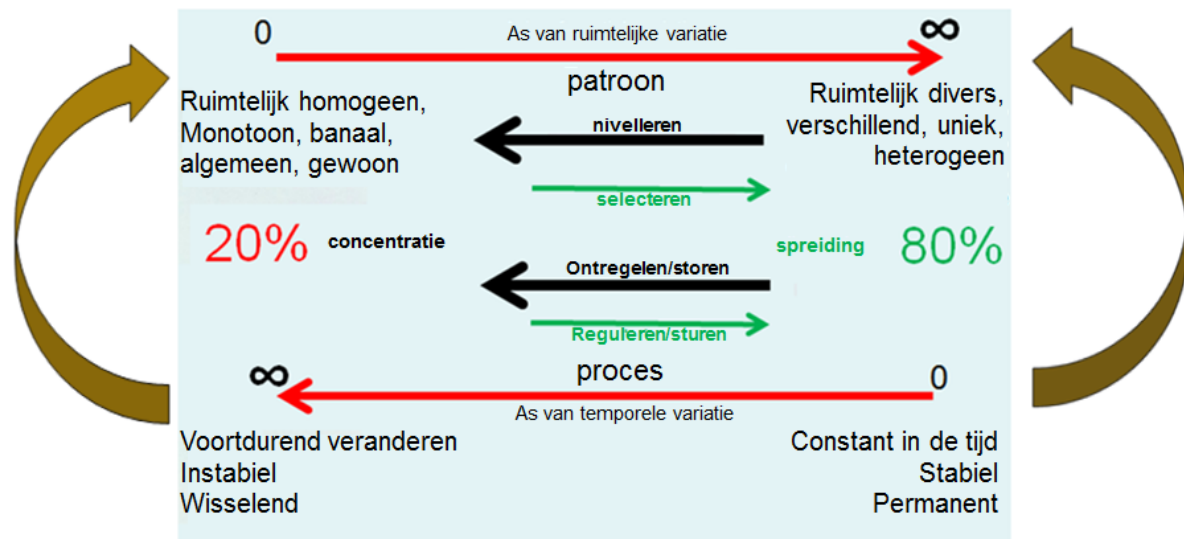 0
As van ruimtelijke variatie
∞
patroon
Ruimtelijk homogeen,
Monotoon, banaal,
algemeen, gewoon
nivelleren
Ruimtelijk divers,
verschillend, uniek,
heterogeen
selecteren
20%
concentratie
spreiding
80%
Ontregelen/storen
Reguleren/sturen
∞
proces
0
As van temporele variatie
Voortdurend veranderen
Instabiel
Wisselend
Constant in de tijd
Stabiel
Permanent